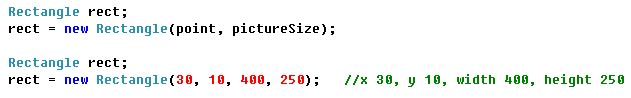 Rectangle rect;
rect = new Rectangle(point, pictureSize);
Rectangle rect;
rect = new Rectangle(30, 10, 400, 250);   //x 30, y 10, width 400, height 250